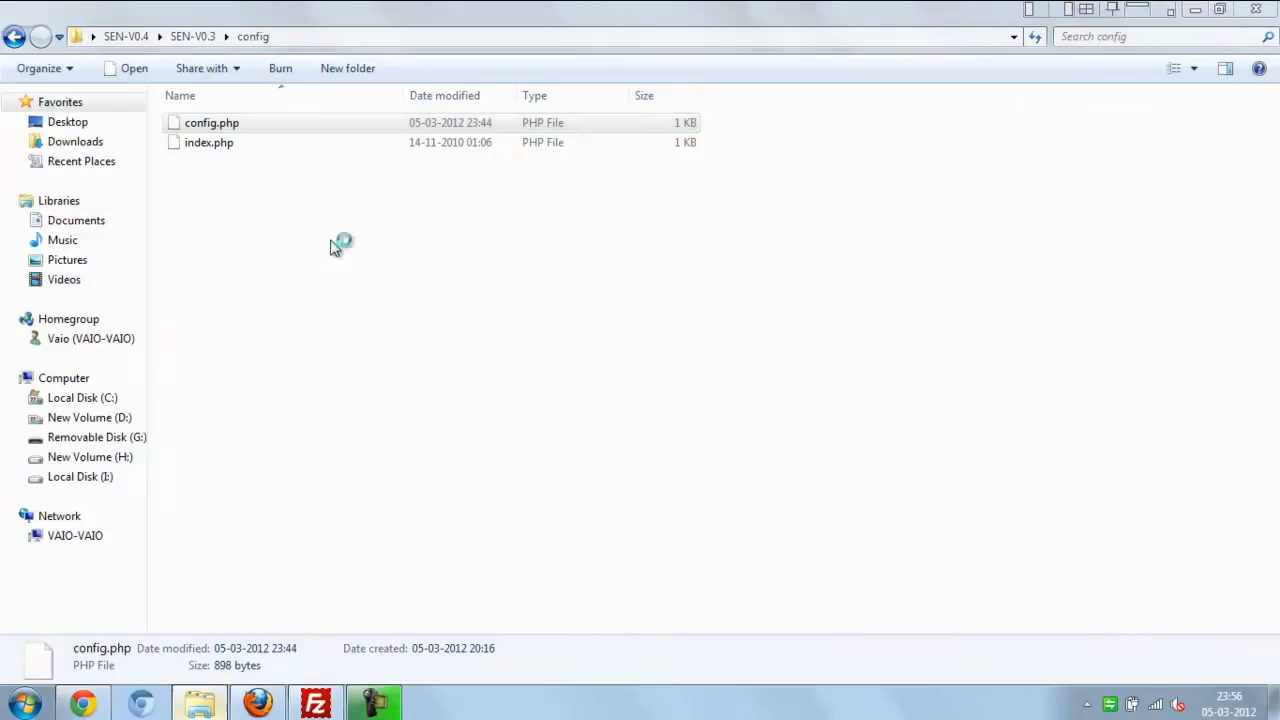 SEN-V0.4 SEN-V0.3 config
Search config
Organize Open Share with Burn New folder
Name Date modified Type Size
config.php 05-03-2012 23:44 PHP File 1 KB
index.php 14-11-2010 01:06 PHP File 1 KB
Favorites
Desktop
Downloads
Recent Places
Libraries
Documents
Music
Pictures
Videos
Homegroup
Vaio (VAIO-VAIO)
Computer
Local Disk (C:)
New Volume (D:)
Removable Disk (G:)
New Volume (H:)
Local Disk (I:)
Network
VAIO-VAIO
config.php Date modified: 05-03-2012 23:44 Date created: 05-03-2012 20:16
PHP File Size: 898 bytes
Fz
23:56
05-03-2012